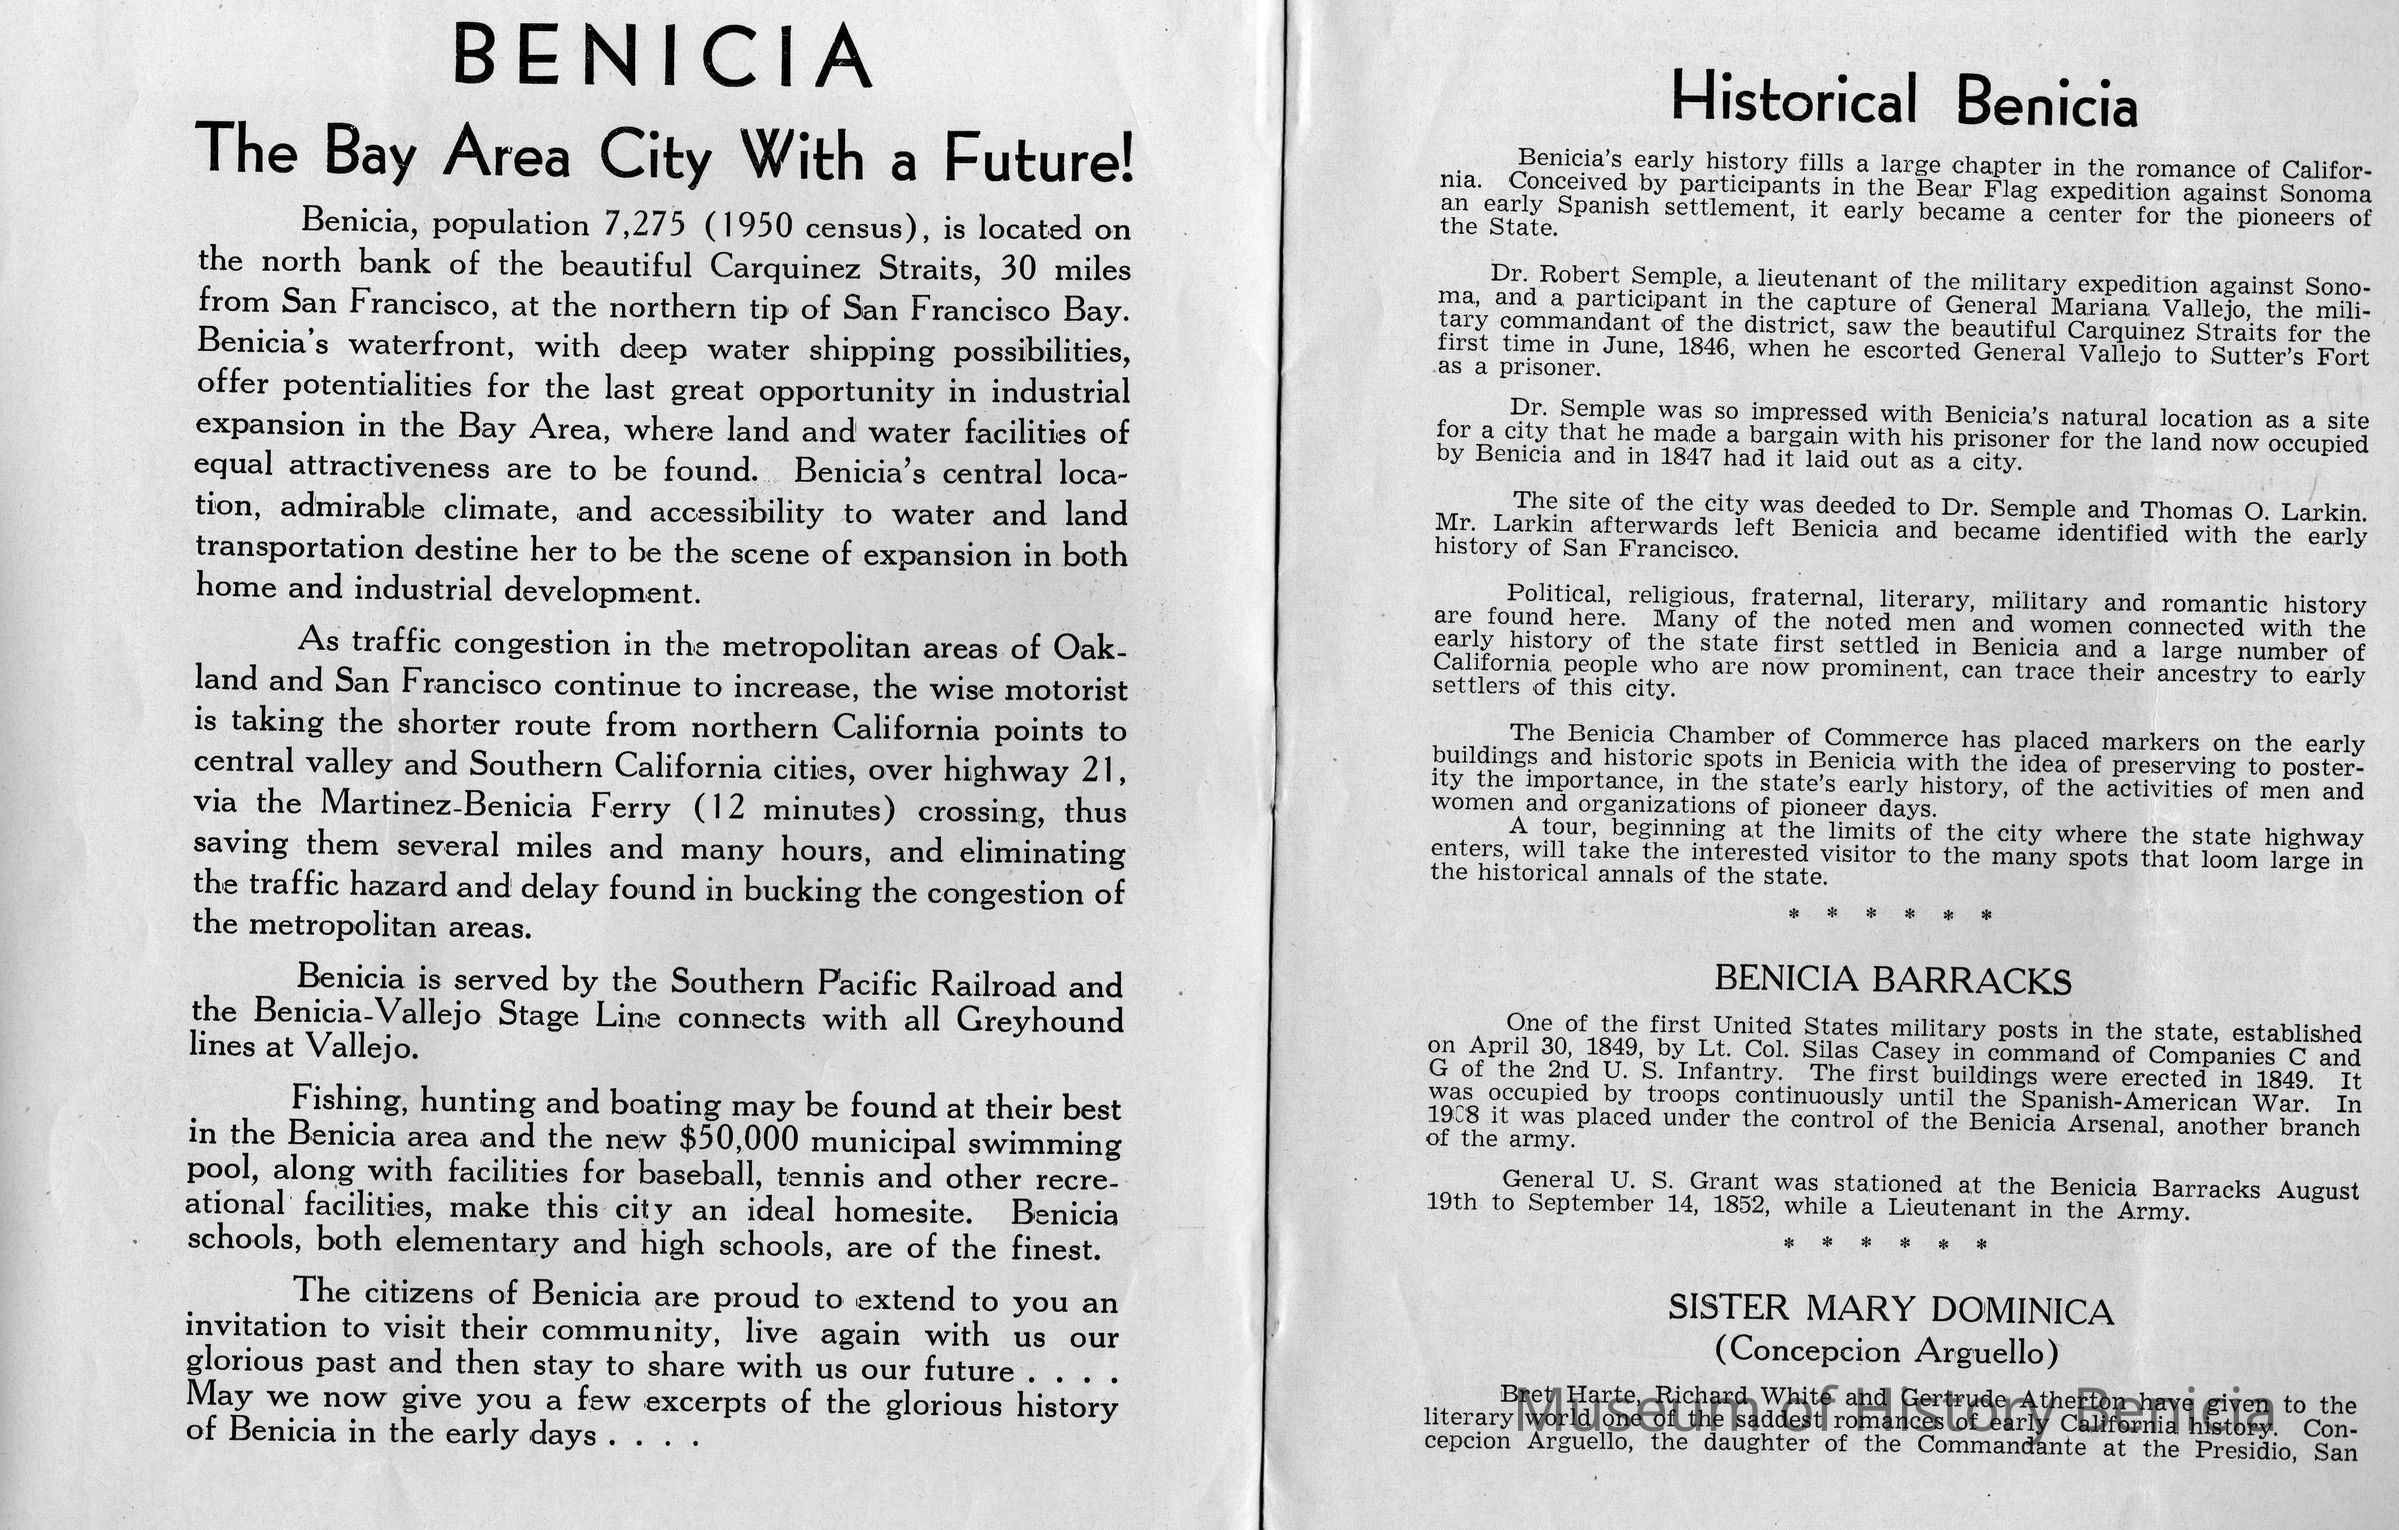 BENICIA
The Bay Area City With a Future!
Benicia, population 7,275 (1950 census), is located on
the north bank of the beautiful Carquinez Straits, 30 miles
from San Francisco, at the northern tip of San Francisco Bay.
Benicia's waterfront, with deep water shipping possibilities,
offer potentialities for the last great opportunity in industrial
expansion in the Bay Area, where land and water facilities of
equal attractiveness are to be found. Benicia's central loca-
tion, admirable climate, and accessibility to water and land
transportation destine her to be the scene of expansion in both
home and industrial development.
As traffic congestion in the metropolitan areas of Oak-
land and San Francisco continue to increase, the wise motorist
is taking the shorter route from northern California points to
central valley and Southern California cities, over highway 21,
via the Martinez-Benicia Ferry (12 minutes) crossing, thus
saving them several miles and many hours, and eliminating
the traffic hazard and delay found in bucking the congestion of
the metropolitan areas.
Benicia is served by the Southern Pacific Railroad and
the Benicia-Vallejo Stage Line connects with all Greyhound
lines at Vallejo.
Fishing, hunting and boating may be found at their best
in the Benicia area and the new $50,000 municipal swimming
pool, along with facilities for baseball, tennis and other recre-
ational facilities, make this city an ideal homesite. Benicia
schools, both elementary and high schools, are of the finest.
The citizens of Benicia are proud to extend to you an
invitation to visit their community, live again with us our
glorious past and then stay to share with us our future . . . .
May we now give you a few excerpts of the glorious history
of Benicia in the early days . . . .
Historical Benicia
Benicia's early history fills a large chapter in the romance of Califor-
nia. Conceived by participants in the Bear Flag expedition against Sonoma
an early Spanish settlement, it early became a center for the pioneers of
the State.
Dr. Robert Semple, a lieutenant of the military expedition against Sono-
ma, and a participant in the capture of General Mariana Vallejo, the mili-
tary commandant of the district, saw the beautiful Carquinez Straits for the
first time in June, 1846, when he escorted General Vallejo to Sutter's Fort
as a prisoner.
Dr. Semple was so impressed with Benicia's natural location as a site
for a city that he made a bargain with his prisoner for the land now occupied
by Benicia and in 1847 had it laid out as a city.
The site of the city was deeded to Dr. Semple and Thomas O. Larkin.
Mr. Larkin afterwards left Benicia and became identified with the early
history of San Francisco.
Political, religious, fraternal, literary, military and romantic history
are found here. Many of the noted men and women connected with the
early history of the state first settled in Benicia and a large number of
California people who are now prominent, can trace their ancestry to early
settlers of this city.
The Benicia Chamber of Commerce has placed markers on the early
buildings and historic spots in Benicia with the idea of preserving to poster-
ity the importance, in the state's early history, of the activities of men and
women and organizations of pioneer days.
A tour, beginning at the limits of the city where the state highway
enters, will take the interested visitor to the many spots that loom large in
the historical annals of the state.
* * * * * *
BENICIA BARRACKS
One of the first United States military posts in the state, established
on April 30, 1849, by Lt. Col. Silas Casey in command of Companies C and
G of the 2nd U. S. Infantry. The first buildings were erected in 1849. It
was occupied by troops continuously until the Spanish-American War. In
1908 it was placed under the control of the Benicia Arsenal, another branch
of the army.
General U. S. Grant was stationed at the Benicia Barracks August
19th to September 14, 1852, while a Lieutenant in the Army.
* * * * * *
SISTER MARY DOMINICA
(Concepcion Arguello)
Bret Harte, Richard White and Gertrude Atherton have given to the
literary world one of the saddest romances of early California history. Con-
cepcion Arguello, the daughter of the Commandante at the Presidio, San
Museum of History Benicia